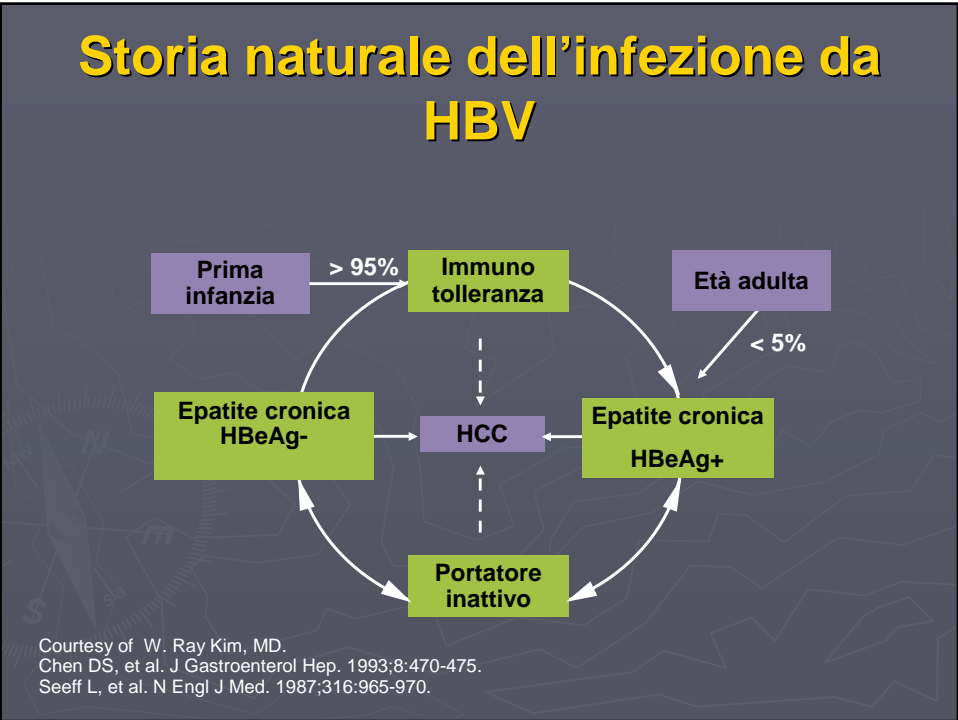 Storia naturale dell’infezione da
HBV
Prima
infanzia
> 95%
Immuno
tolleranza
Età adulta
< 5%
Epatite cronica
HBeAg-
HCC
Epatite cronica
HBeAg+
Portatore
inattivo
N
E
S
se
Courtesy of W. Ray Kim, MD.
Chen DS, et al. J Gastroenterol Hep. 1993;8:470-475.
Seeff L, et al. N Engl J Med. 1987;316:965-970.